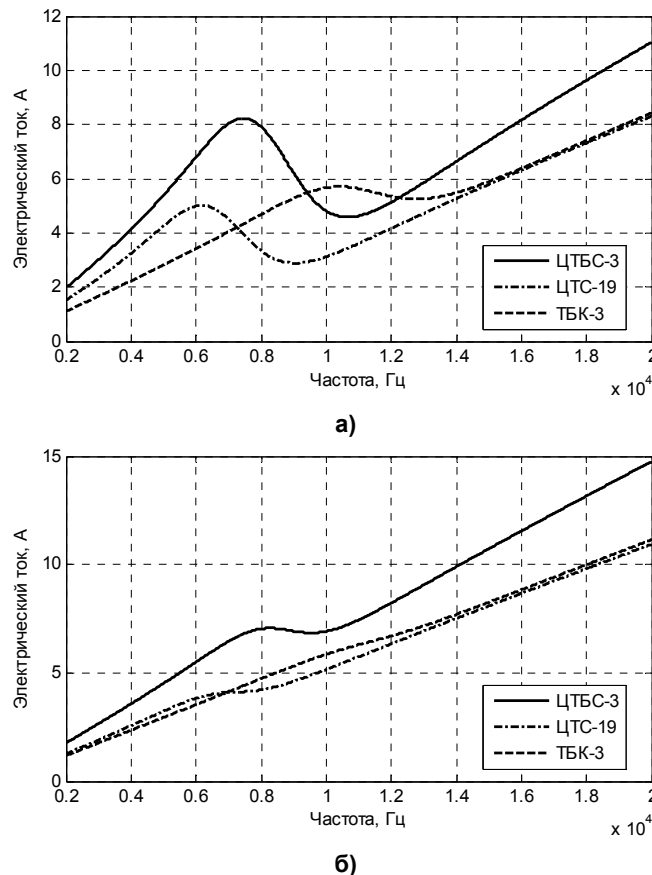 12
10
8
6
4
2
0
Электрический ток, А
ЦТБС-3
ЦТС-19
ТБК-3
0.2 0.4 0.6 0.8 1 1.2 1.4 1.6 1.8 2
Частота, Гц
x 10⁴
а)
15
10
5
0
Электрический ток, А
ЦТБС-3
ЦТС-19
ТБК-3
0.2 0.4 0.6 0.8 1 1.2 1.4 1.6 1.8 2
Частота, Гц
x 10⁴
б)